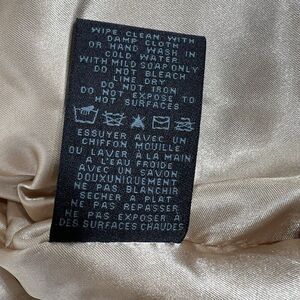 WIPE CLEAN WITH
DAMP CLOTH
OR HAND WASH IN
COLD WATER
WITH MILD SOAP ONLY
DO NOT BLEACH
LINE DRY
DO NOT IRON
DO NOT EXPOSE TO
HOT SURFACES
ESSUYER AVEC UN
CHIFFON MOUILLE
OU LAVER À LA MAIN
A L'EAU FROIDE
AVEC UN SAVON
DOUXUNIQUEMENT
NE PAS BLANCHIR
SECHER A PLAT
NE PAS REPASSER
NE PAS EXPOSER À
DES SURFACES CHAUDES